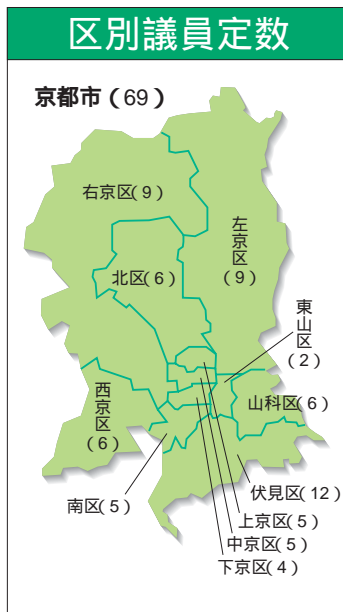 区別議員定数
京都市(69)
右京区(9)
左京区(9)
北区(6)
東山区(2)
西京区(6)
山科区(6)
南区(5)
伏見区(12)
上京区(5)
中京区(5)
下京区(4)